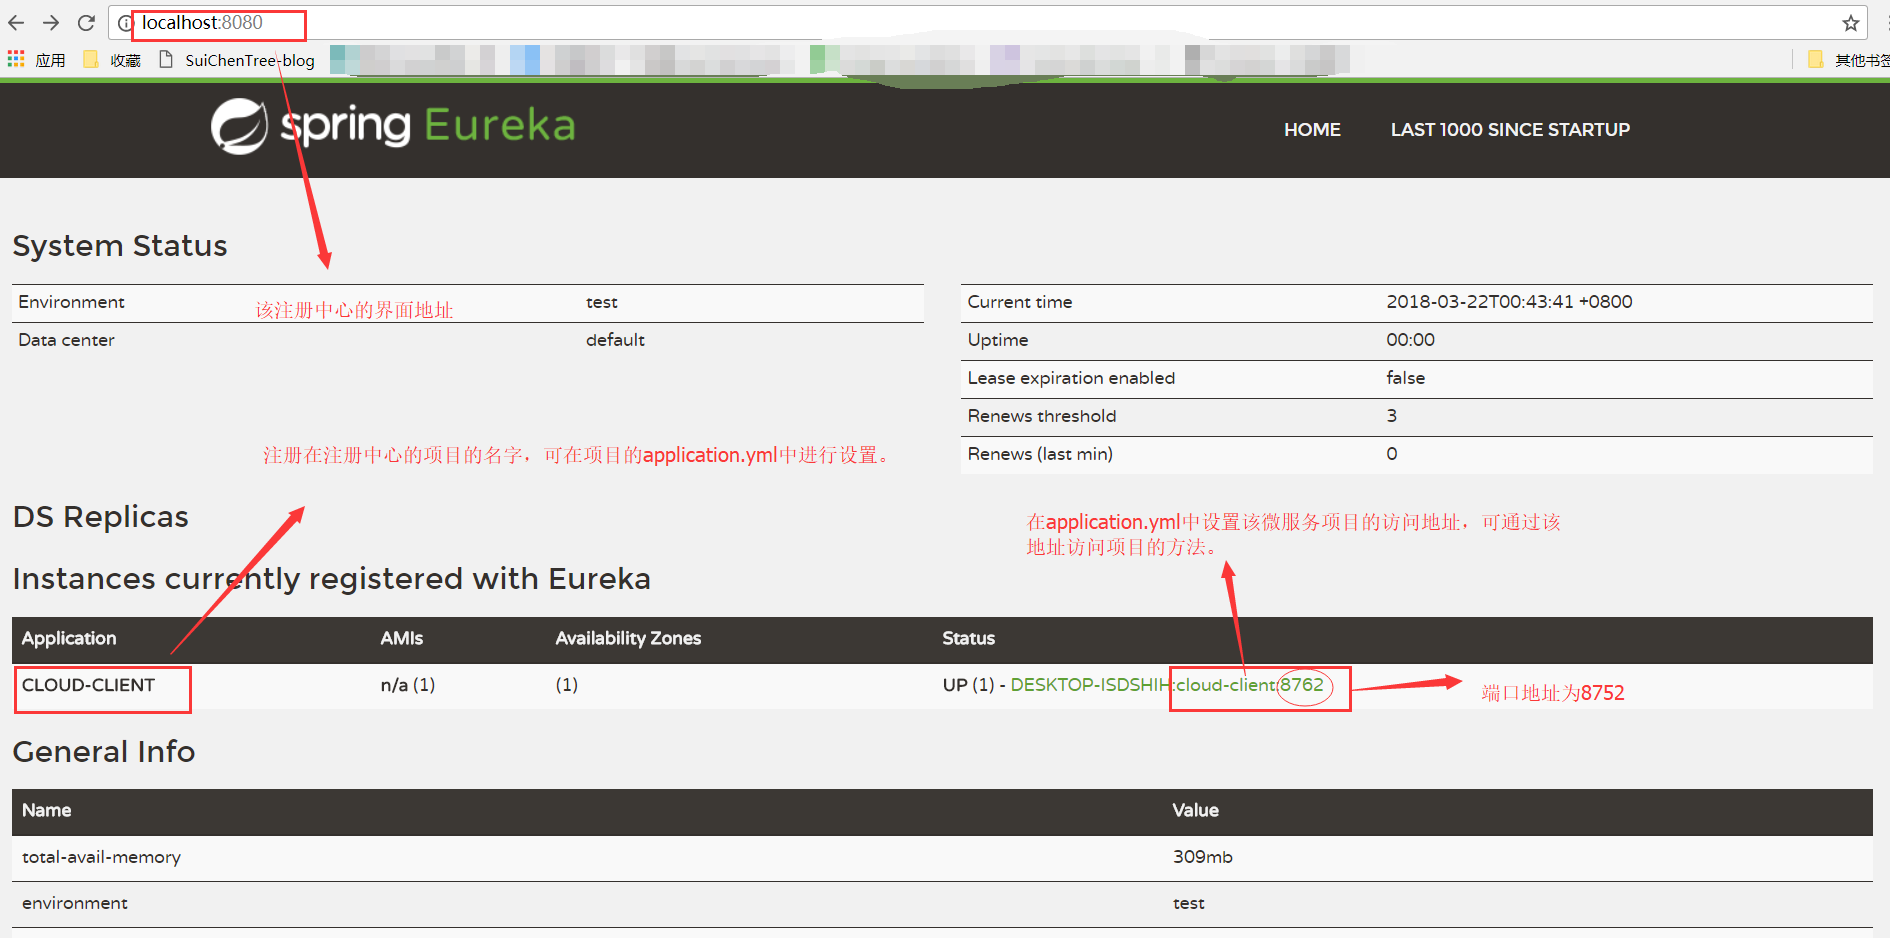 localhost:8080
应用 收藏 SuiChenTree-blog 其他书签
spring Eureka HOME LAST 1000 SINCE STARTUP
System Status
Environment test
该注册中心的界面地址
Data center default
Current time 2018-03-22T00:43:41 +0800
Uptime 00:00
Lease expiration enabled false
Renews threshold 3
Renews (last min) 0
注册在注册中心的项目的名字，可在项目的application.yml中进行设置。
DS Replicas
在application.yml中设置该微服务项目的访问地址，可通过该
地址访问项目的方法。
Instances currently registered with Eureka
Application AMIs Availability Zones Status
CLOUD-CLIENT n/a (1) (1) UP (1) - DESKTOP-ISDSHIH:cloud-client:8762
端口地址为8752
General Info
Name Value
total-avail-memory 309mb
environment test